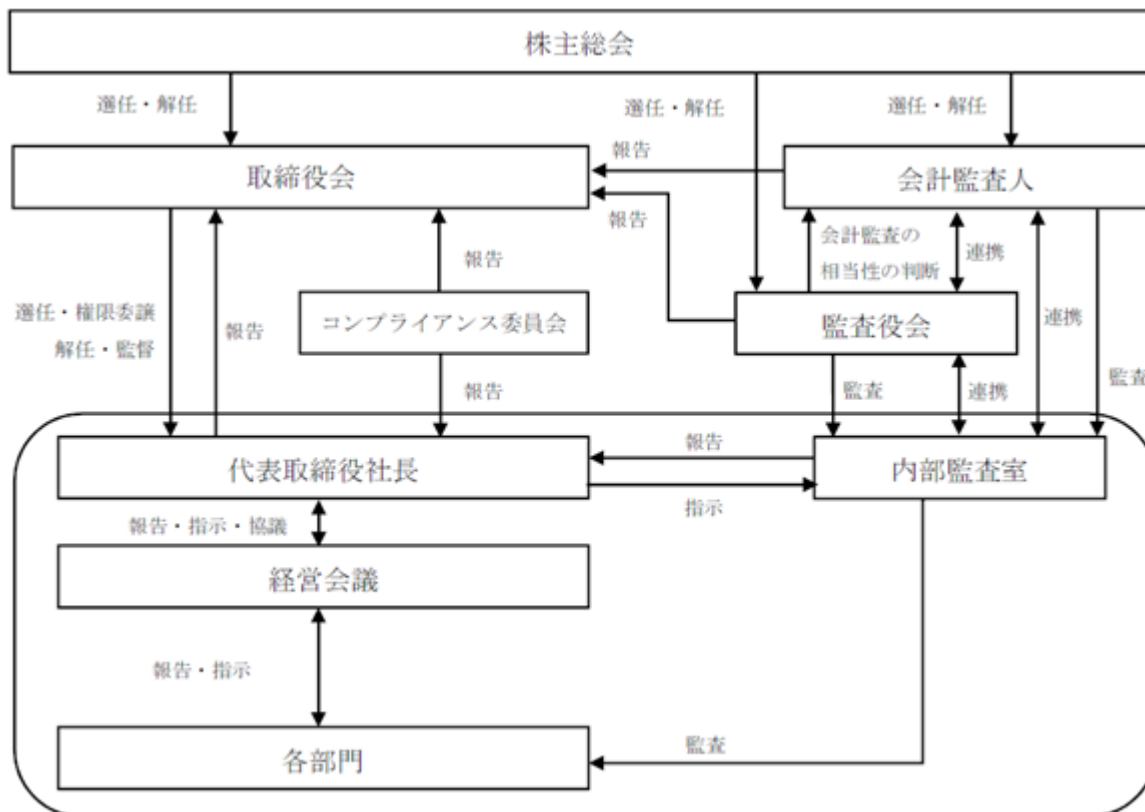 株主総会
選任・解任
選任・解任
選任・解任
取締役会
報告
会計監査人
報告
報告
会計監査の
相当性の判断
連携
選任・権限委譲
解任・監督
報告
コンプライアンス委員会
監査役会
連携
監査
報告
監査
連携
代表取締役社長
報告
内部監査室
指示
報告・指示・協議
経営会議
報告・指示
各部門
監査